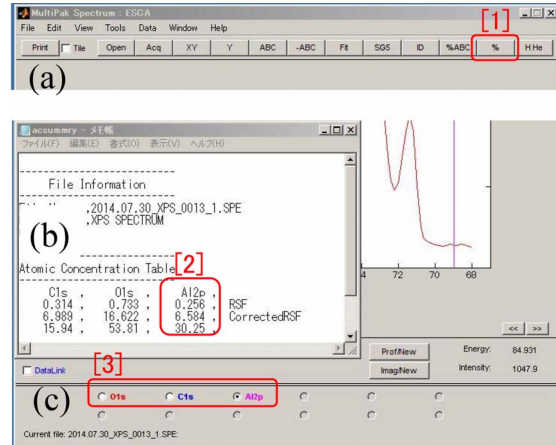 MultiPak Spectrum : ESCA
File Edit View Tools Data Window Help
[1]
Print Tile Open Acq XY Y ABC -ABC Fit SG5 ID %ABC % H He
(a)
acsummry - メモ帳
ファイル(F) 編集(E) 書式(O) 表示(V) ヘルプ(H)
File Information
,2014.07.30_XPS_0013_1.SPE
,XPS SPECTRUM
(b)
[2]
Atomic Concentration Table
C1s , O1s , Al2p ,
0.314 , 0.733 , 0.256 , RSF
6.989 , 16.622 , 6.584 , CorrectedRSF
15.94 , 53.81 , 30.25 ,
4 72 70 68
<< >>
Prof/New Energy: 84.931
Imag/New Intensity: 1047.9
DataLink
[3]
(c)
O1s C1s Al2p C C C
C C C C C C
Current file: 2014.07.30_XPS_0013_1.SPE: